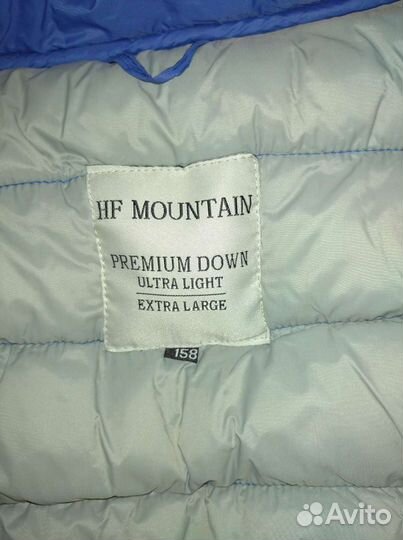 HF MOUNTAIN
PREMIUM DOWN
ULTRA LIGHT
EXTRA LARGE
158
Avito